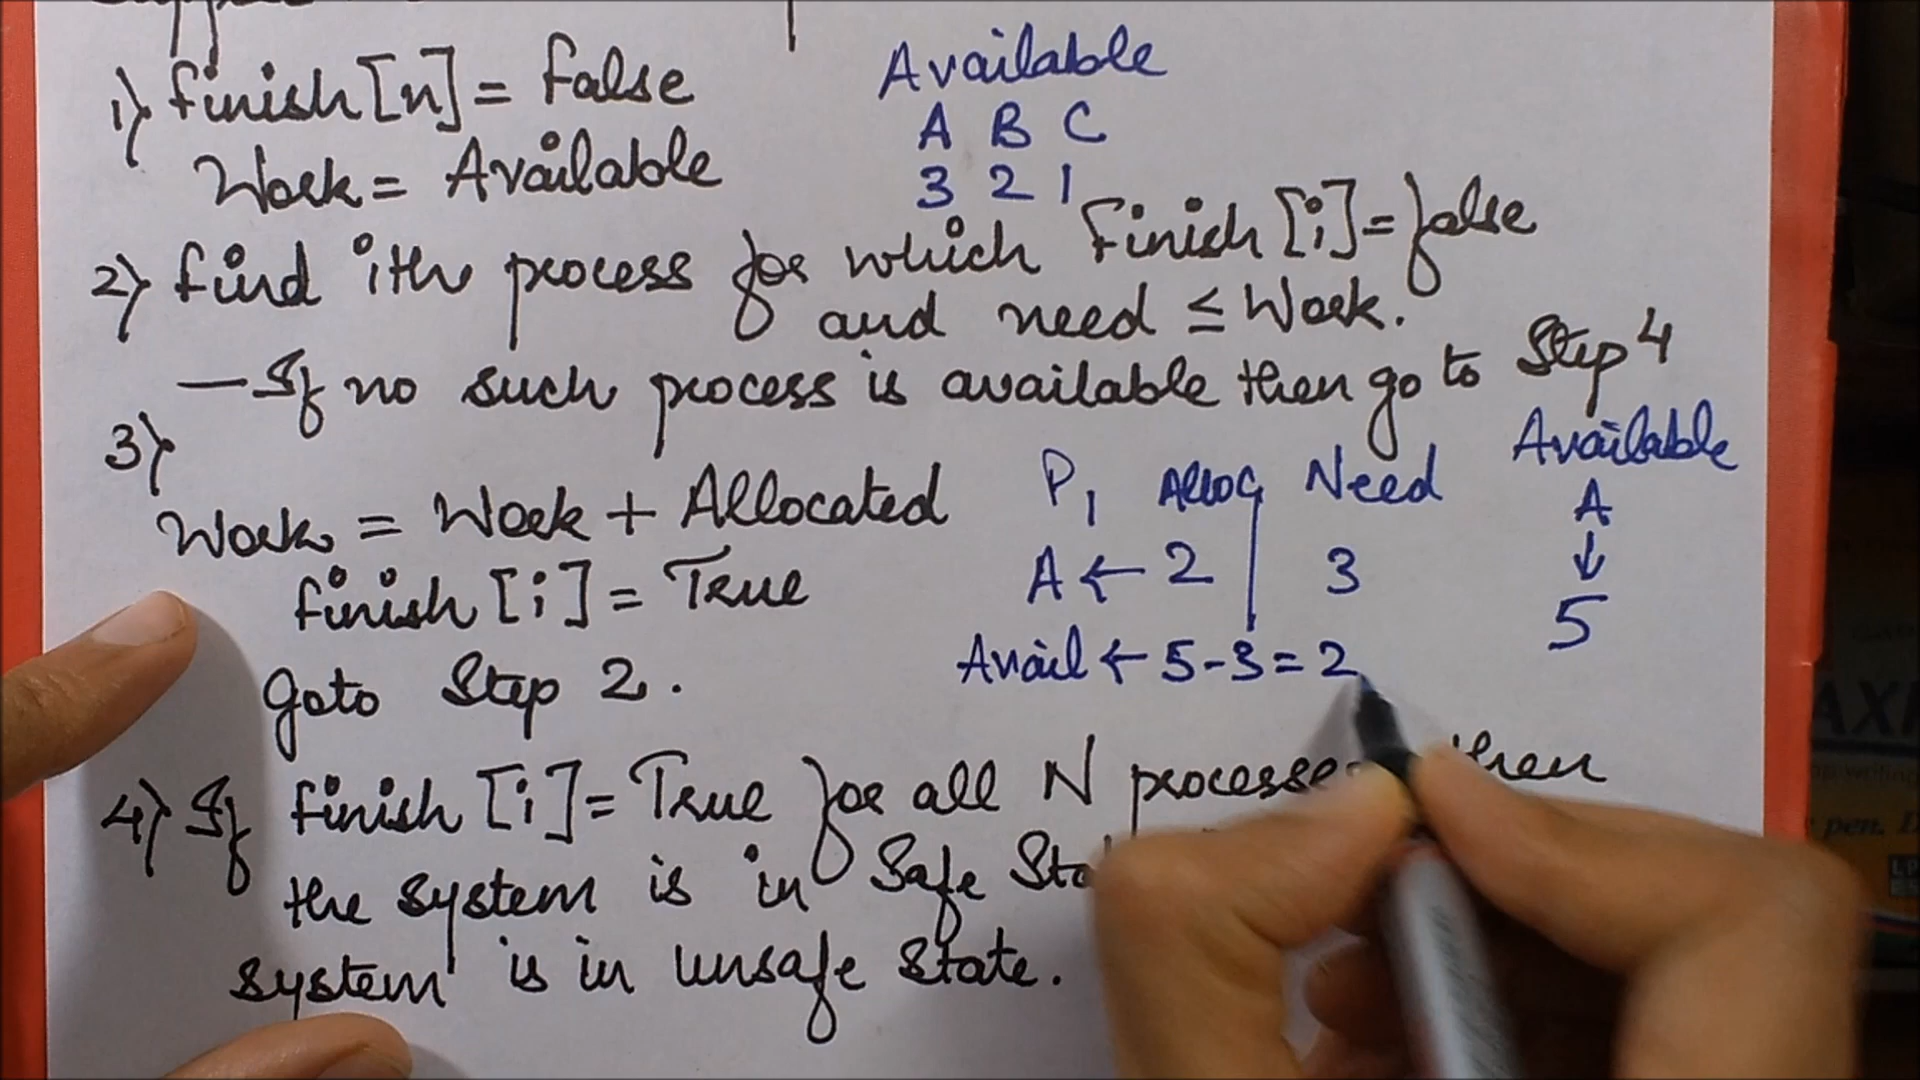 1) Finish[n] = False
Work = Available
Available
A B C
3 2 1
2) Find ith process for which Finish[i] = false
and need ≤ Work.
— If no such process is available then go to Step 4
3)
Work = Work + Allocated
Finish[i] = True
Goto Step 2.
P1 Alloc Need
A ← 2 3
Avail ← 5-3=2
Available
A
↓
5
4) If Finish[i] = True for all N processes then
the system is in Safe
system is in unsafe state.